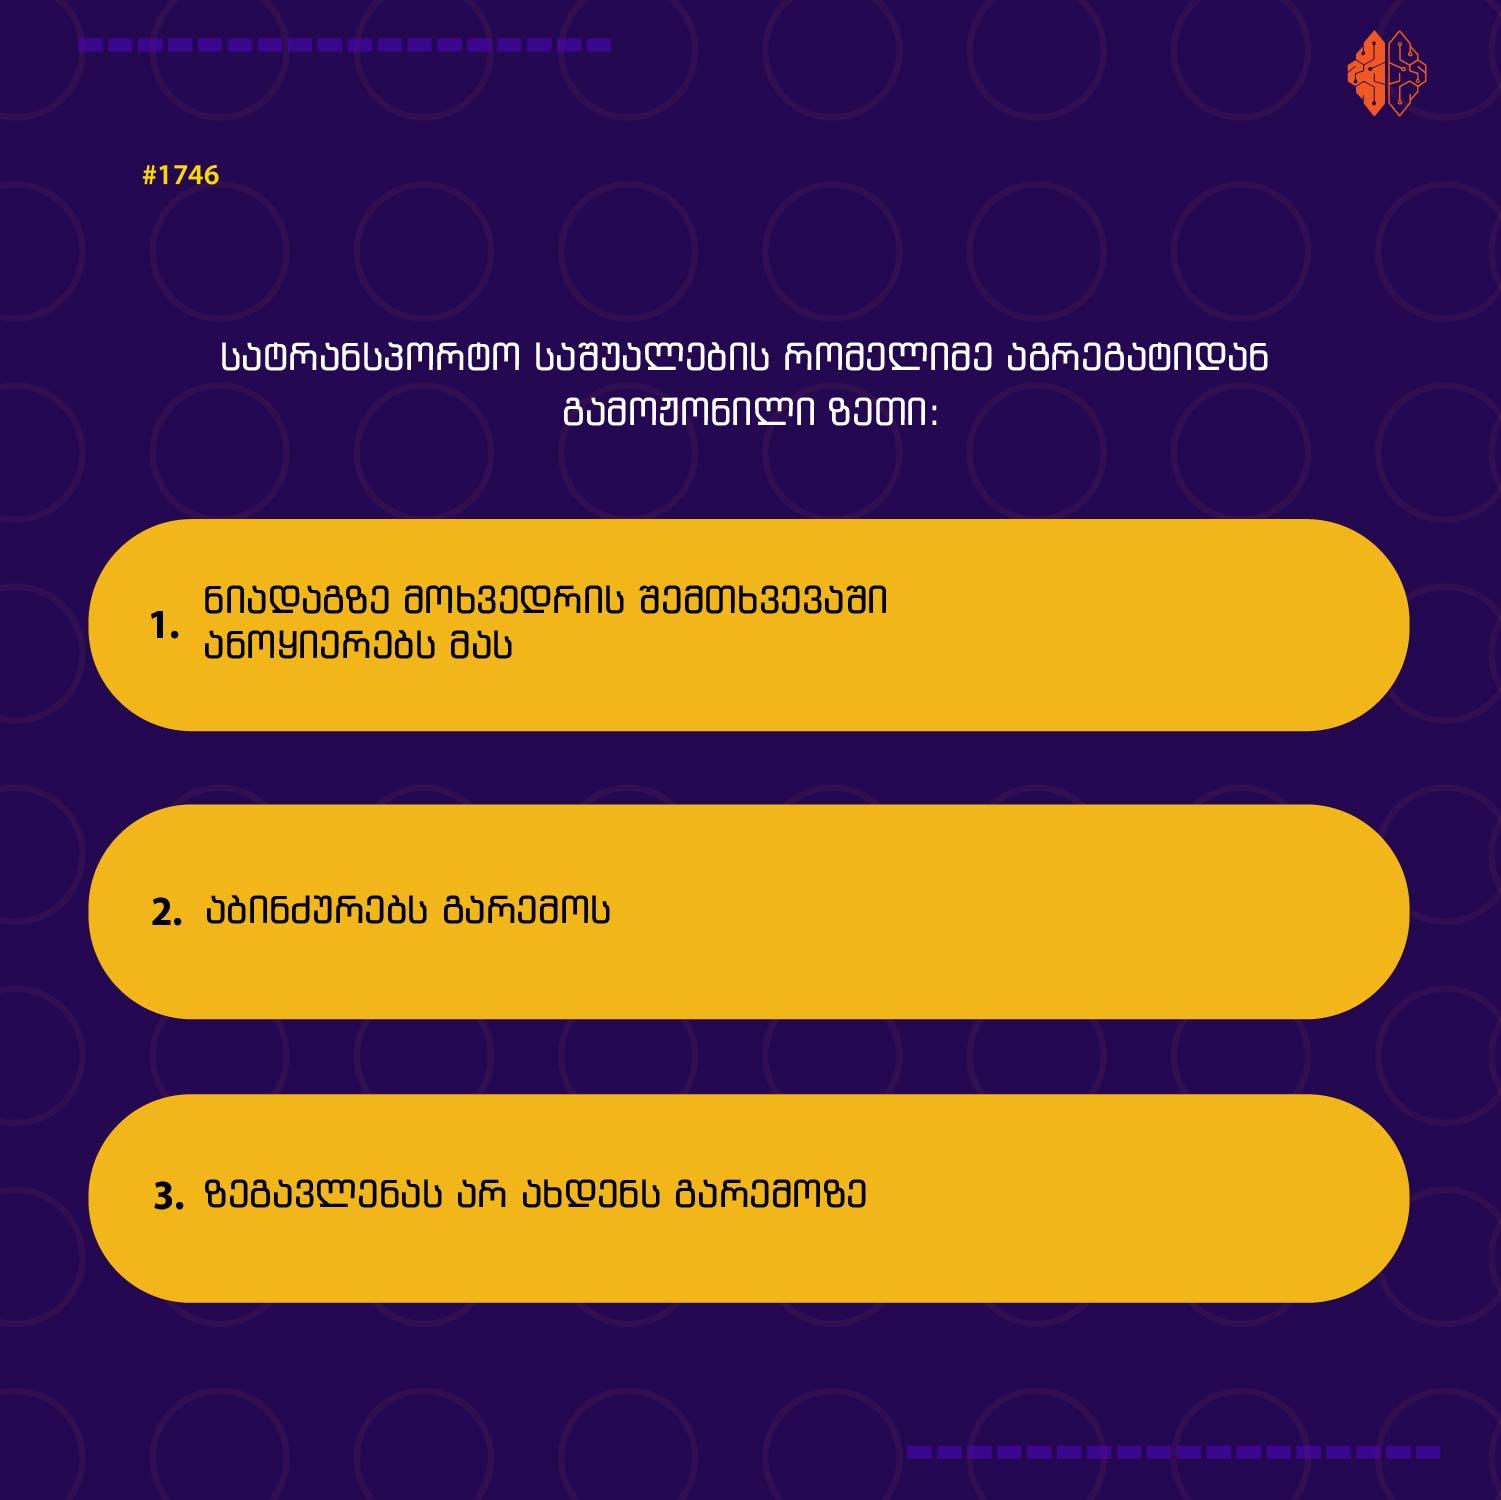 #1746
სატრანსპორტო საშუალების რომელიმე აგრეგატიდან
გამოჟონილი ზეთი:
1. ნიადაგზე მოხვედრის შემთხვევაში
ანოყიერებს მას
2. აბინძურებს გარემოს
3. ზეგავლენას არ ახდენს გარემოზე